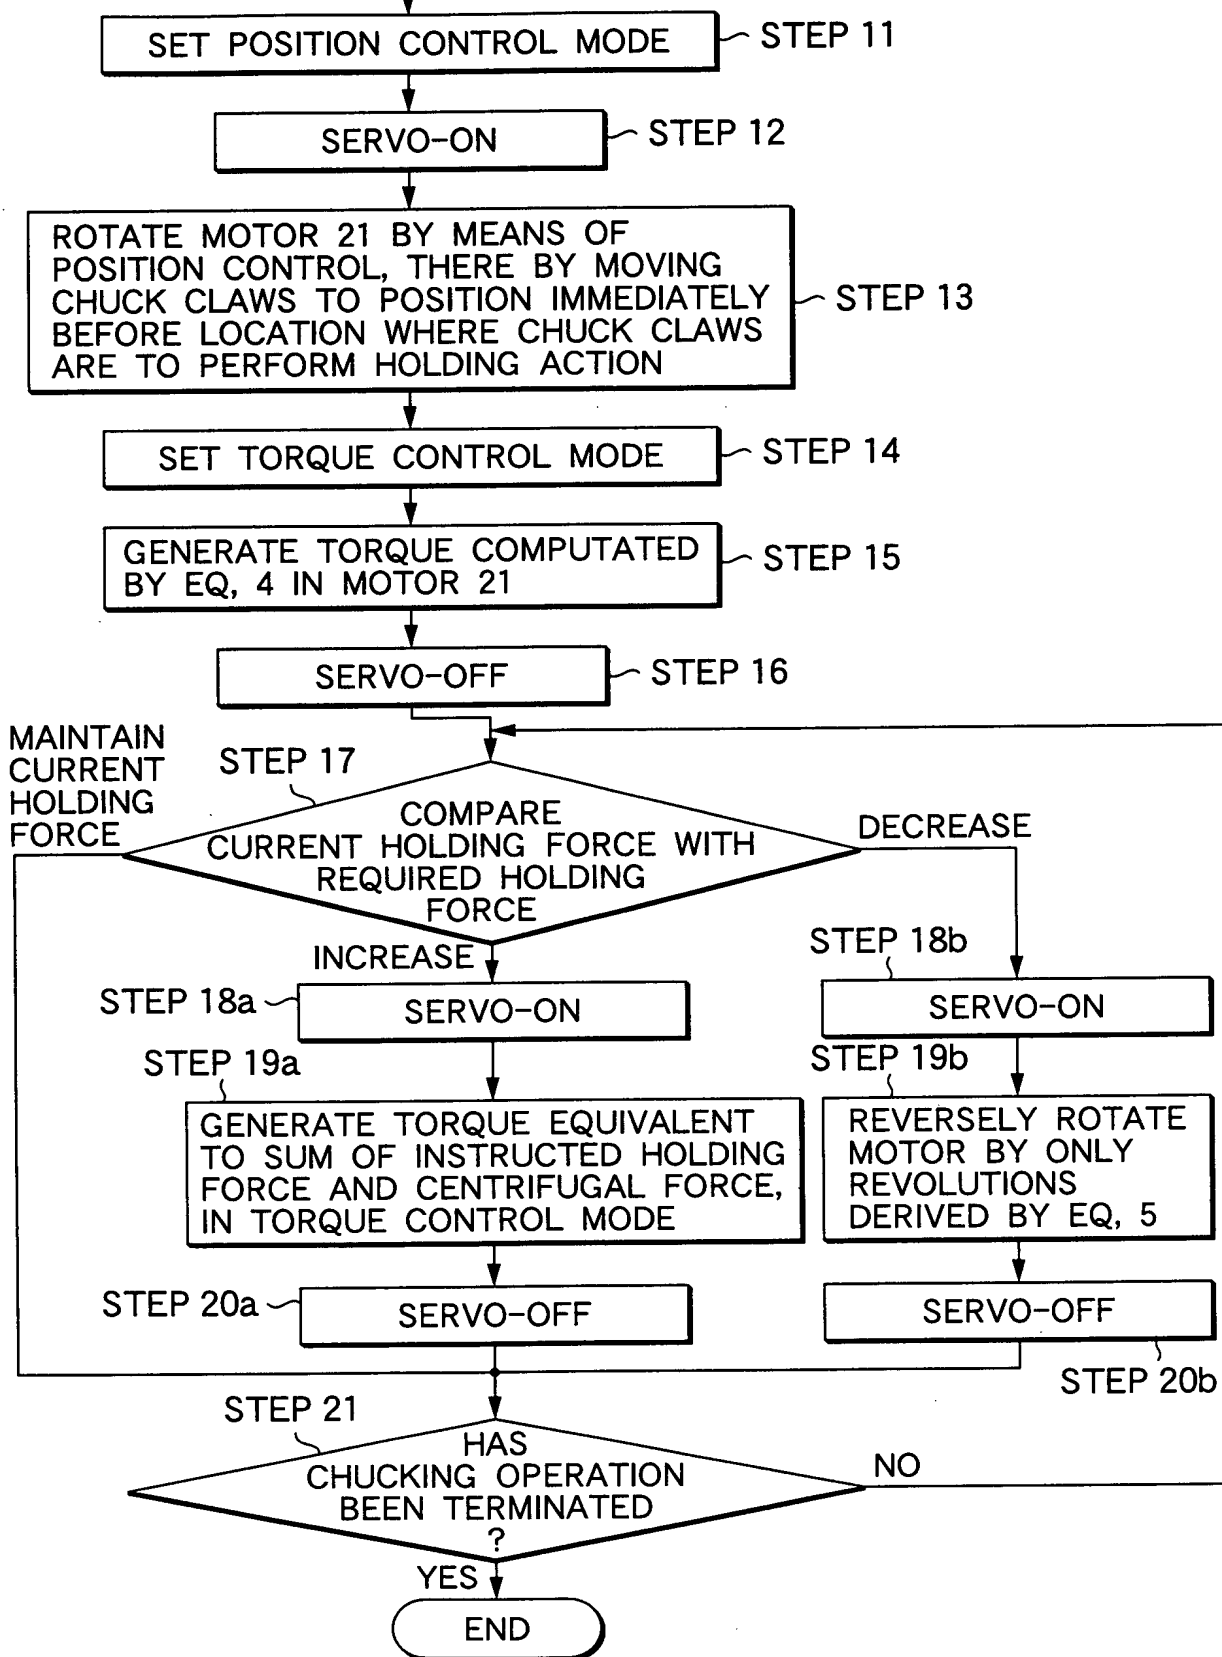 SET POSITION CONTROL MODE
STEP 11
SERVO-ON
STEP 12
ROTATE MOTOR 21 BY MEANS OF
POSITION CONTROL, THERE BY MOVING
CHUCK CLAWS TO POSITION IMMEDIATELY
BEFORE LOCATION WHERE CHUCK CLAWS
ARE TO PERFORM HOLDING ACTION
STEP 13
SET TORQUE CONTROL MODE
STEP 14
GENERATE TORQUE COMPUTATED
BY EQ, 4 IN MOTOR 21
STEP 15
SERVO-OFF
STEP 16
MAINTAIN
CURRENT
HOLDING
FORCE
STEP 17
COMPARE
CURRENT HOLDING FORCE WITH
REQUIRED HOLDING
FORCE
DECREASE
INCREASE
STEP 18a
SERVO-ON
STEP 18b
SERVO-ON
STEP 19a
GENERATE TORQUE EQUIVALENT
TO SUM OF INSTRUCTED HOLDING
FORCE AND CENTRIFUGAL FORCE,
IN TORQUE CONTROL MODE
STEP 19b
REVERSELY ROTATE
MOTOR BY ONLY
REVOLUTIONS
DERIVED BY EQ, 5
STEP 20a
SERVO-OFF
SERVO-OFF
STEP 20b
STEP 21
HAS
CHUCKING OPERATION
BEEN TERMINATED
?
NO
YES
END